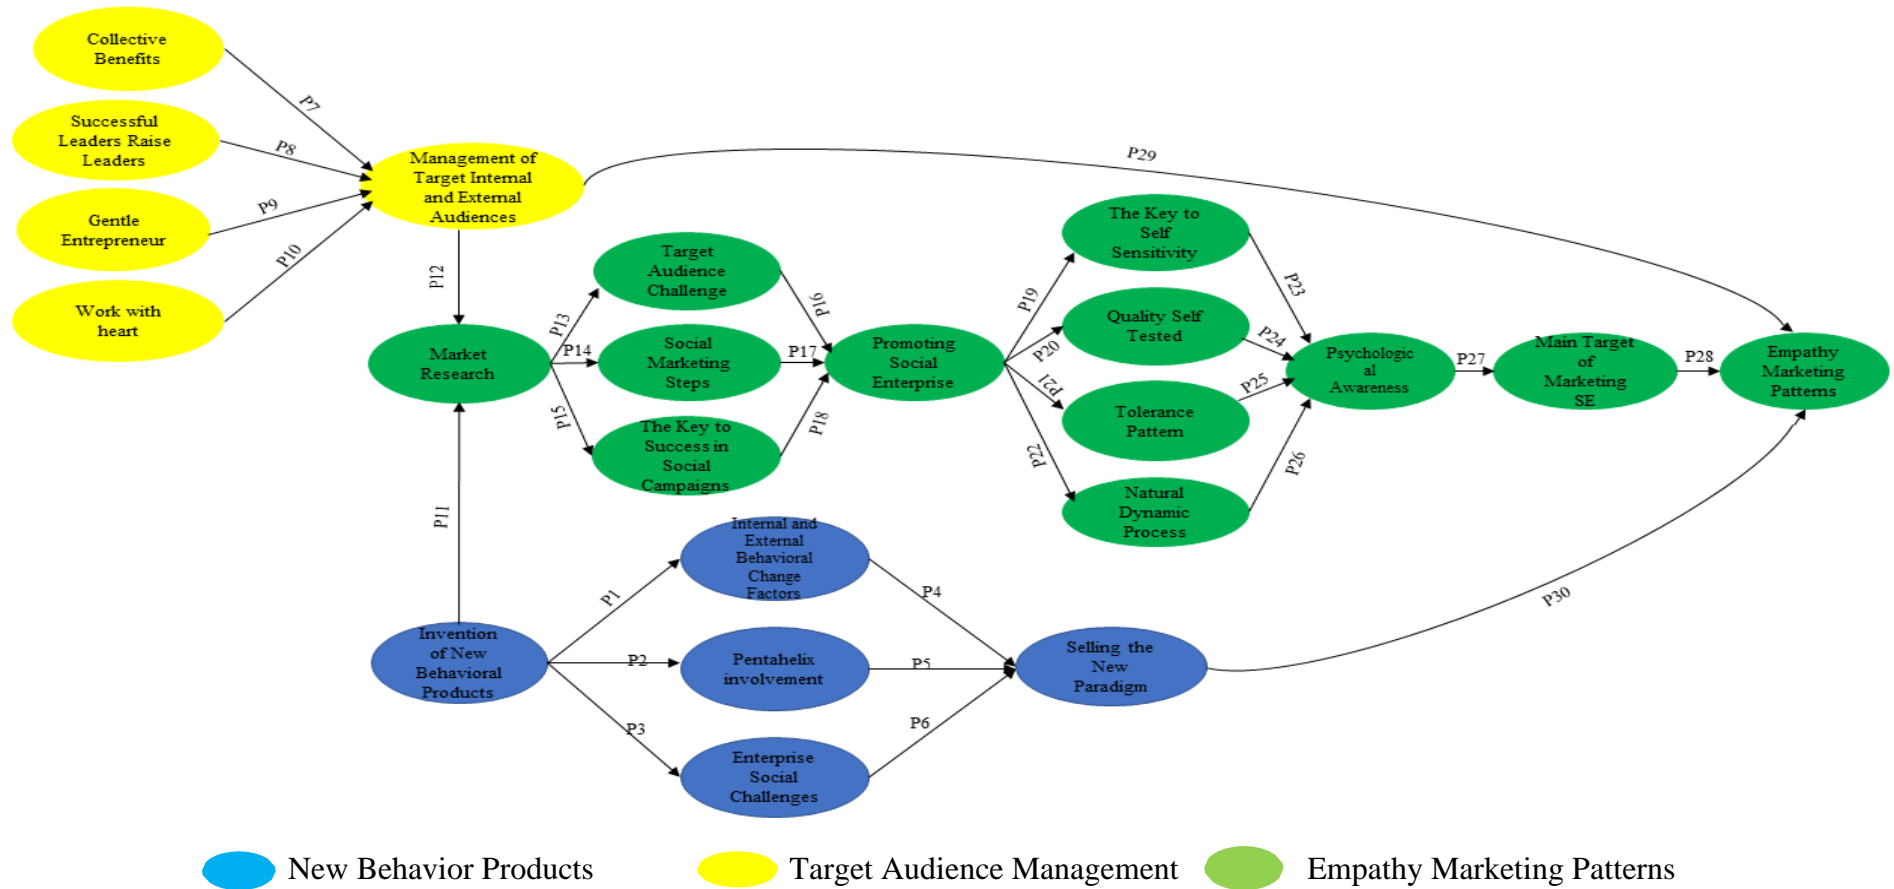 Collective
Benefits
P7
Successful
Leaders Raise
Leaders
P8
Gentle
Entrepreneur
P9
Work with
heart
P10
Management of
Target Internal
and External
Audiences
P29
P12
Market
Research
P13
P14
P15
Target
Audience
Challenge
Social
Marketing
Steps
The Key to
Success in
Social
Campaigns
P16
P17
P18
Promoting
Social
Enterprise
P19
P20
P21
P22
The Key to
Self
Sensitivity
Quality Self
Tested
Tolerance
Pattern
Natural
Dynamic
Process
P23
P24
P25
P26
Psychologic
al
Awareness
P27
Main Target
of
Marketing
SE
P28
Empathy
Marketing
Patterns
P11
Invention
of New
Behavioral
Products
P1
P2
P3
Internal and
External
Behavioral
Change
Factors
Pentahelix
involvement
Enterprise
Social
Challenges
P4
P5
P6
Selling the
New
Paradigm
P30
New Behavior Products
Target Audience Management
Empathy Marketing Patterns